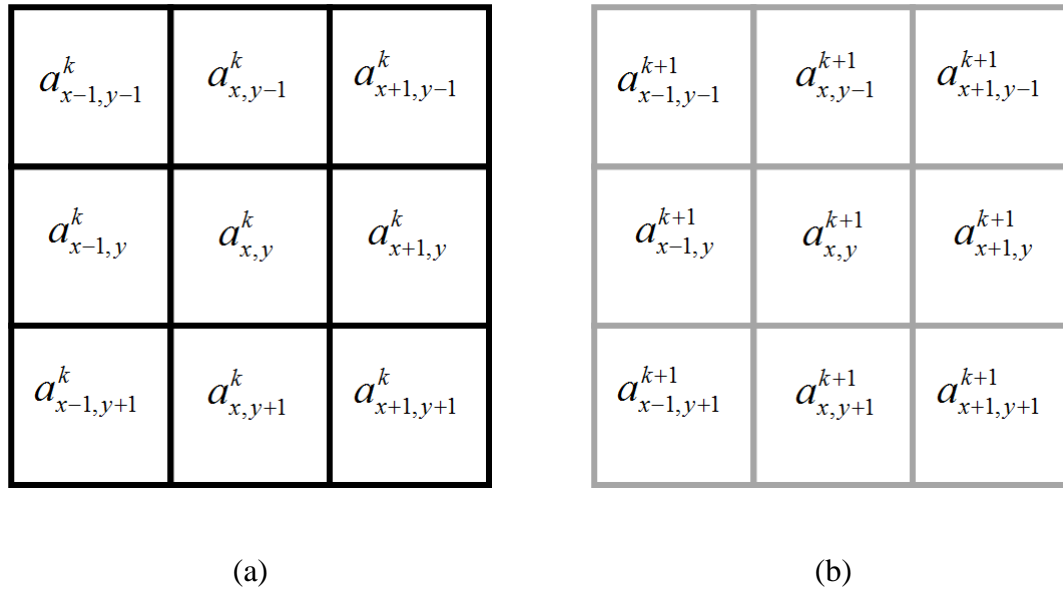 a^k_{x-1,y-1} a^k_{x,y-1} a^k_{x+1,y-1} a^{k+1}_{x-1,y-1} a^{k+1}_{x,y-1} a^{k+1}_{x+1,y-1}
a^k_{x-1,y} a^k_{x,y} a^k_{x+1,y} a^{k+1}_{x-1,y} a^{k+1}_{x,y} a^{k+1}_{x+1,y}
a^k_{x-1,y+1} a^k_{x,y+1} a^k_{x+1,y+1} a^{k+1}_{x-1,y+1} a^{k+1}_{x,y+1} a^{k+1}_{x+1,y+1}
(a) (b)